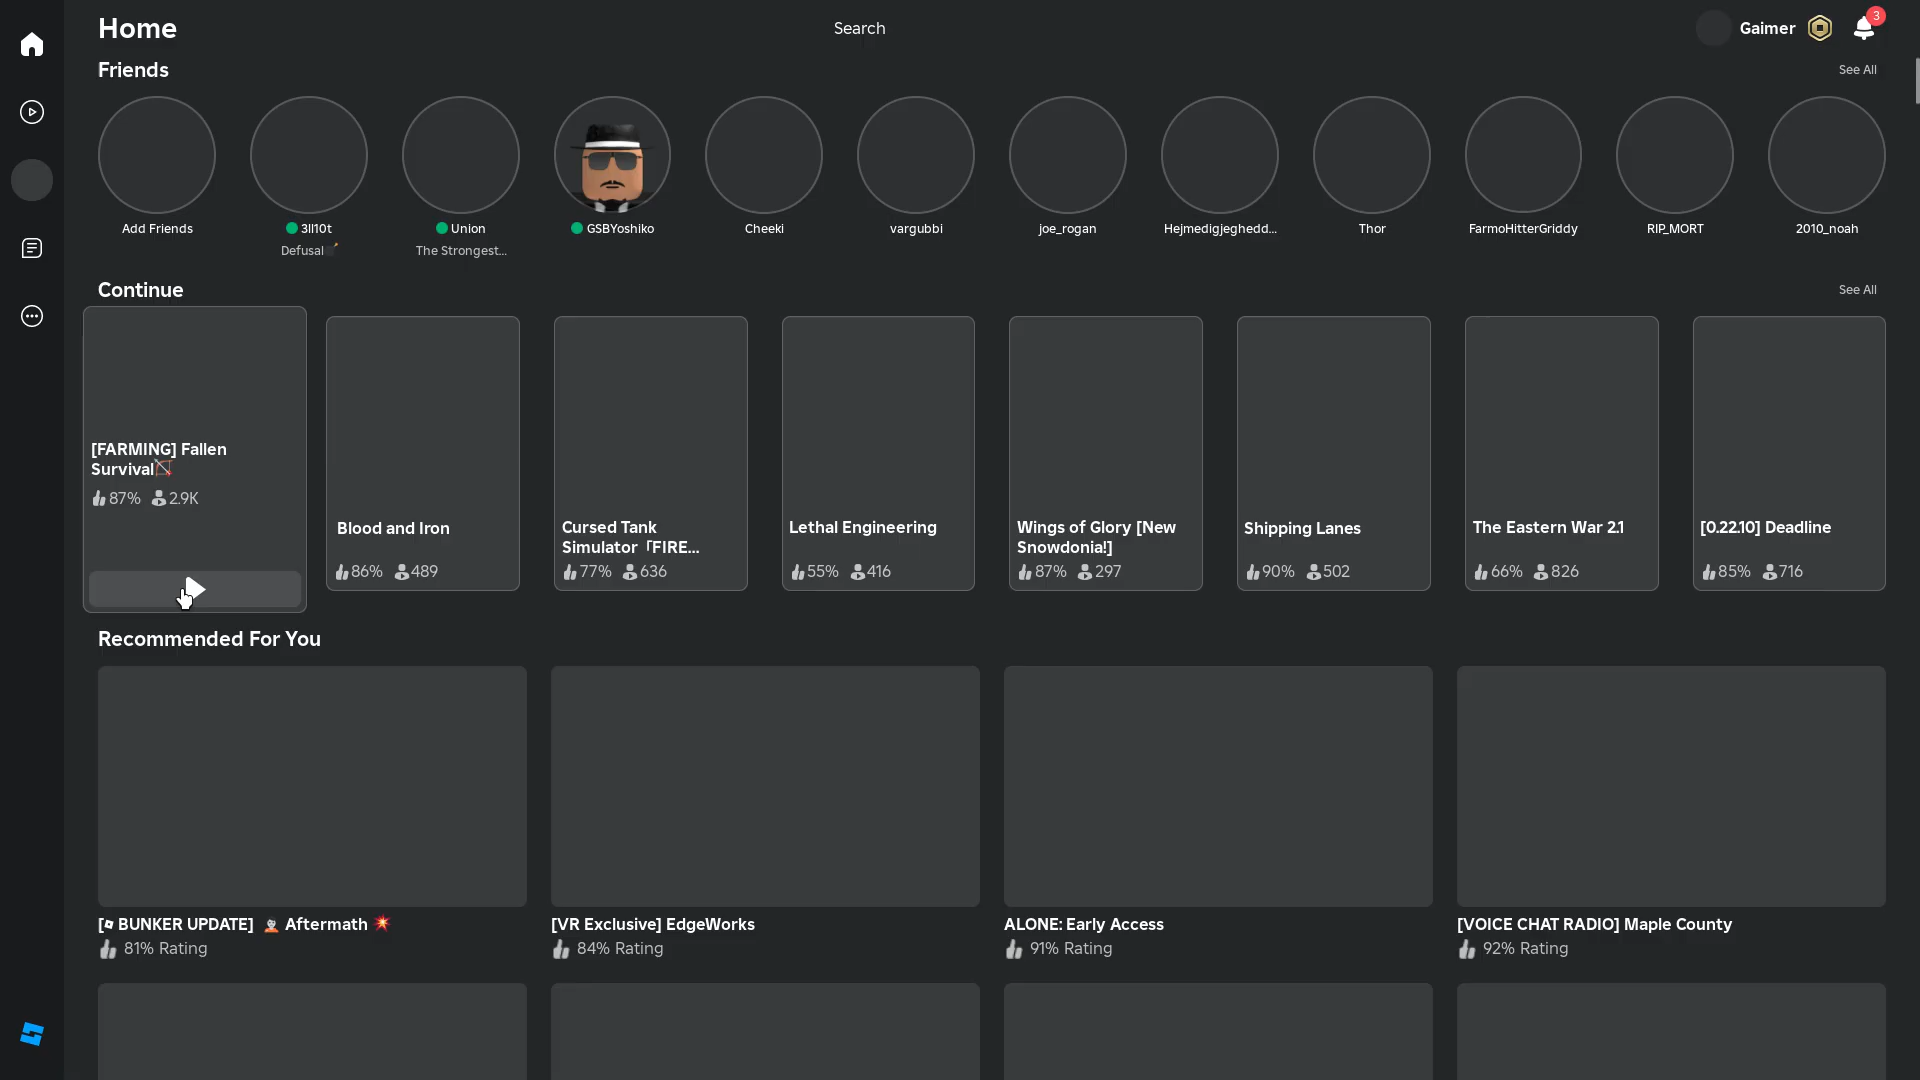 Home
Search
Gaimer
3
Friends
See All
Add Friends
3ll10t
Union
GSBYoshiko
Cheeki
vargubbi
joe_rogan
Hejmedigjeghedd...
Thor
FarmoHitterGriddy
RIP_MORT
2010_noah
Defusal
The Strongest...
Continue
See All
[FARMING] Fallen
Survival
87% 2.9K
Blood and Iron
86% 489
Cursed Tank
Simulator「FIRE...
77% 636
Lethal Engineering
55% 416
Wings of Glory [New
Snowdonia!]
87% 297
Shipping Lanes
90% 502
The Eastern War 2.1
66% 826
[0.22.10] Deadline
85% 716
Recommended For You
[BUNKER UPDATE] Aftermath
81% Rating
[VR Exclusive] EdgeWorks
84% Rating
ALONE: Early Access
91% Rating
[VOICE CHAT RADIO] Maple County
92% Rating